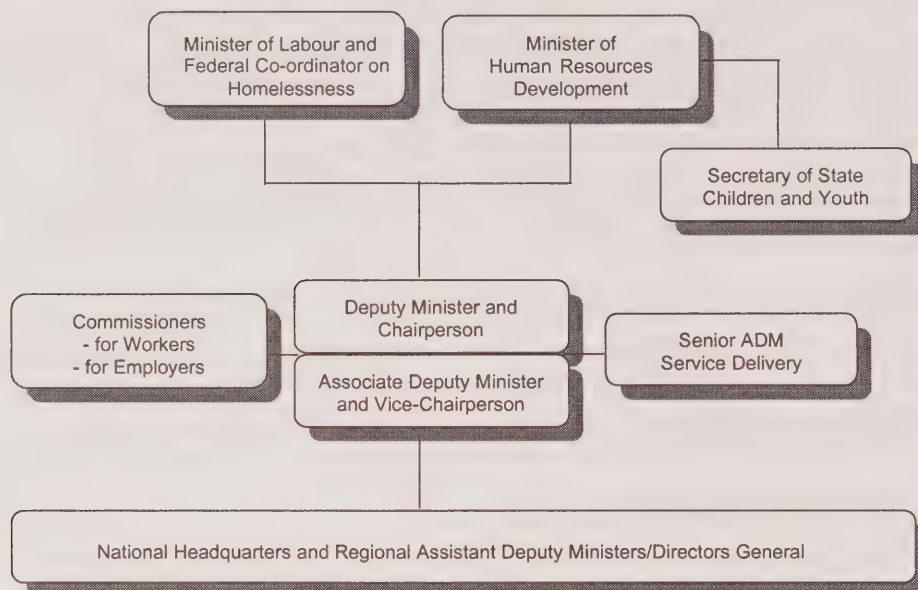 Minister of Labour and
Federal Co-ordinator on
Homelessness
Minister of
Human Resources
Development
Secretary of State
Children and Youth
Commissioners
- for Workers
- for Employers
Deputy Minister and
Chairperson
Associate Deputy Minister
and Vice-Chairperson
Senior ADM
Service Delivery
National Headquarters and Regional Assistant Deputy Ministers/Directors General